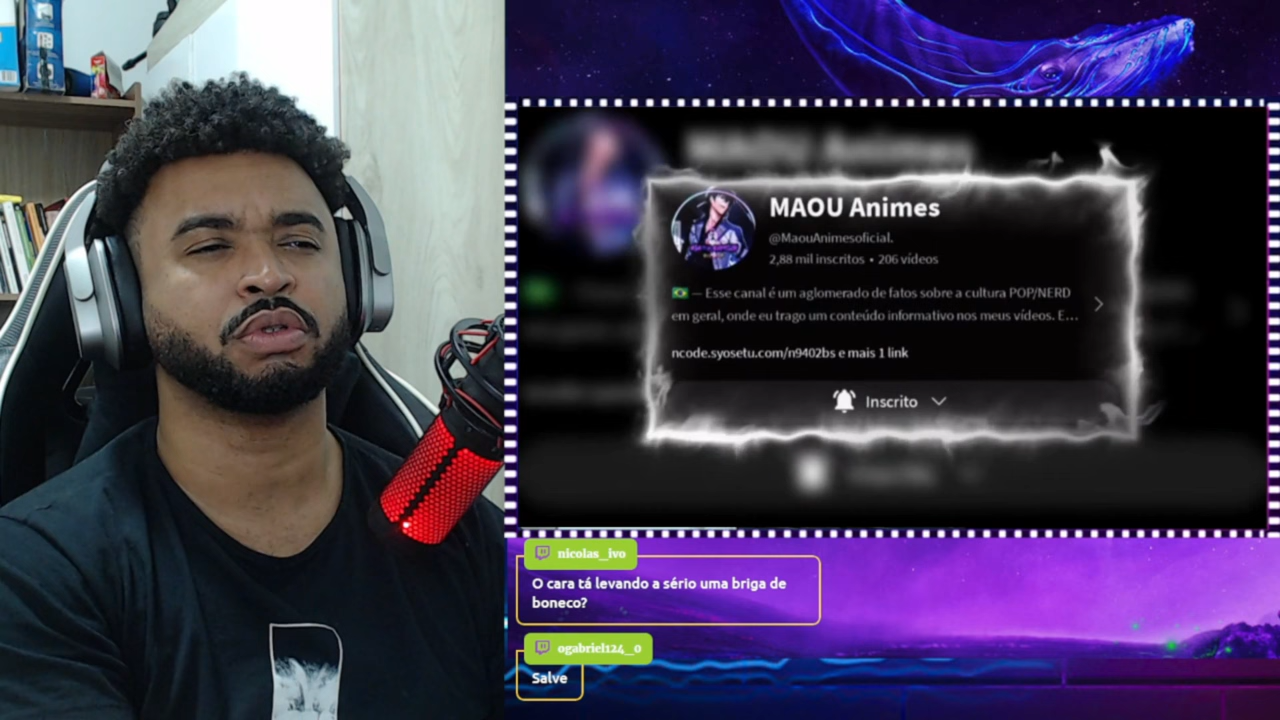 MAOU Animes
MAOU Animes
@MaouAnimesoficial.
2,88 mil inscritos • 206 vídeos
🇧🇷 — Esse canal é um aglomerado de fatos sobre a cultura POP/NERD
em geral, onde eu trago um conteúdo informativo nos meus vídeos. E...
ncode.syosetu.com/n9402bs e mais 1 link
Inscrito
nicolas_ivo
O cara tá levando a sério uma briga de
boneco?
ogabriel124_0
Salve